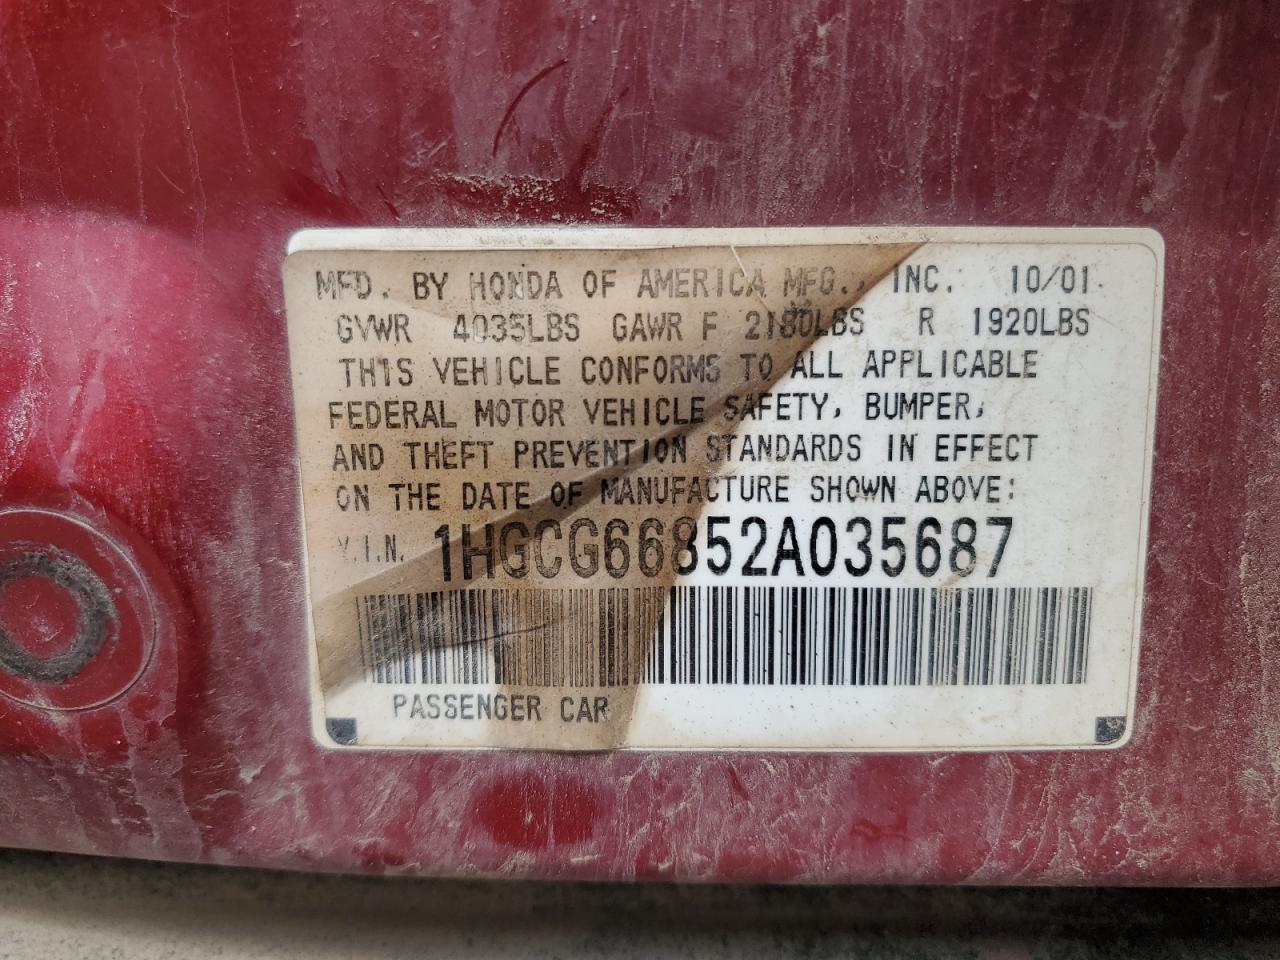 MFD. BY HONDA OF AMERICA MFG., INC. 10/01
GVWR 4035LBS GAWR F 2180LBS R 1920LBS
THIS VEHICLE CONFORMS TO ALL APPLICABLE
FEDERAL MOTOR VEHICLE SAFETY, BUMPER,
AND THEFT PREVENTION STANDARDS IN EFFECT
ON THE DATE OF MANUFACTURE SHOWN ABOVE:
V.I.N. 1HGCG66852A035687
PASSENGER CAR